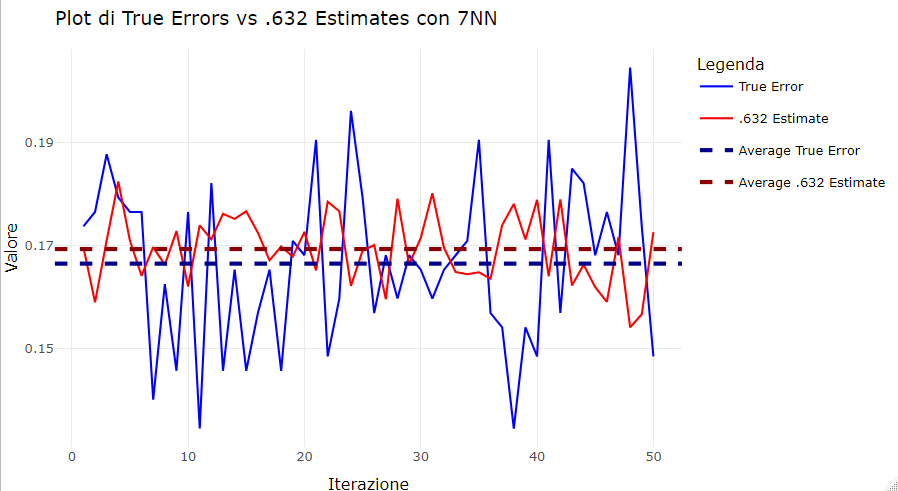 Plot di True Errors vs .632 Estimates con 7NN
Legenda
True Error
.632 Estimate
Average True Error
Average .632 Estimate
Valore
0.19
0.17
0.15
0
10
20
30
40
50
Iterazione